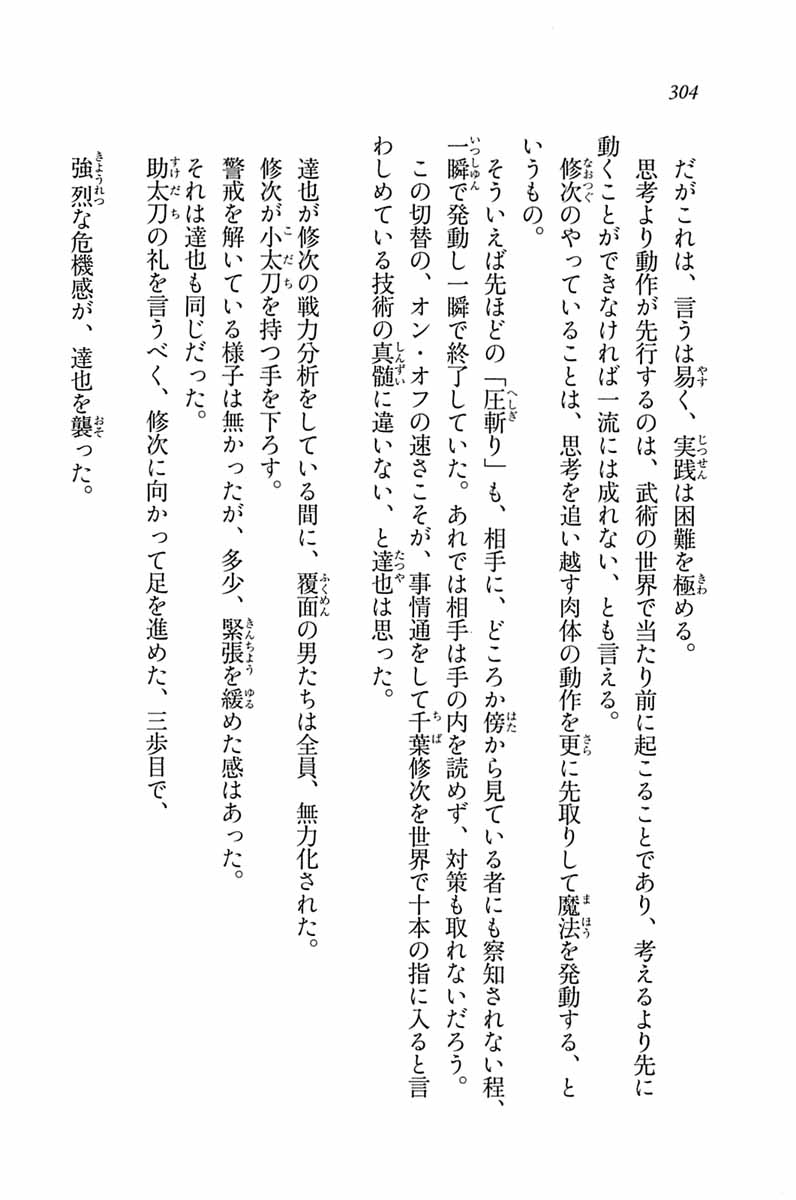 304
だがこれは、言うは易く、実践は困難を極める。
思考より動作が先行するのは、武術の世界で当たり前に起こることであり、考えるより先に
動くことができなければ一流には成れない、とも言える。
修次のやっていることは、思考を追い越す肉体の動作を更に先取りして魔法を発動する、と
いうもの。
そういえば先ほどの「圧斬り」も、相手に、どころか傍から見ている者にも察知されない程、
一瞬で発動し一瞬で終了していた。あれでは相手は手の内を読めず、対策も取れないだろう。
この切替の、オン・オフの速さこそが、事情通をして千葉修次を世界で十本の指に入ると言
わしめている技術の真髄に違いない、と達也は思った。
達也が修次の戦力分析をしている間に、覆面の男たちは全員、無力化された。
修次が小太刀を持つ手を下ろす。
警戒を解いている様子は無かったが、多少、緊張を緩めた感はあった。
それは達也も同じだった。
助太刀の礼を言うべく、修次に向かって足を進めた、三歩目で、
強烈な危機感が、達也を襲った。